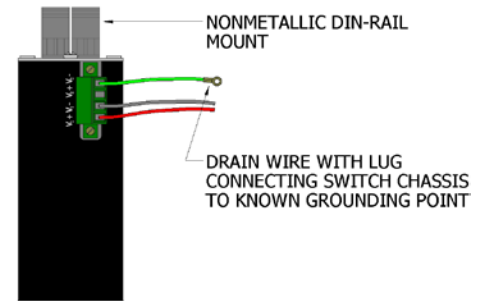 NONMETALLIC DIN-RAIL
MOUNT
DRAIN WIRE WITH LUG
CONNECTING SWITCH CHASSIS
TO KNOWN GROUNDING POINT